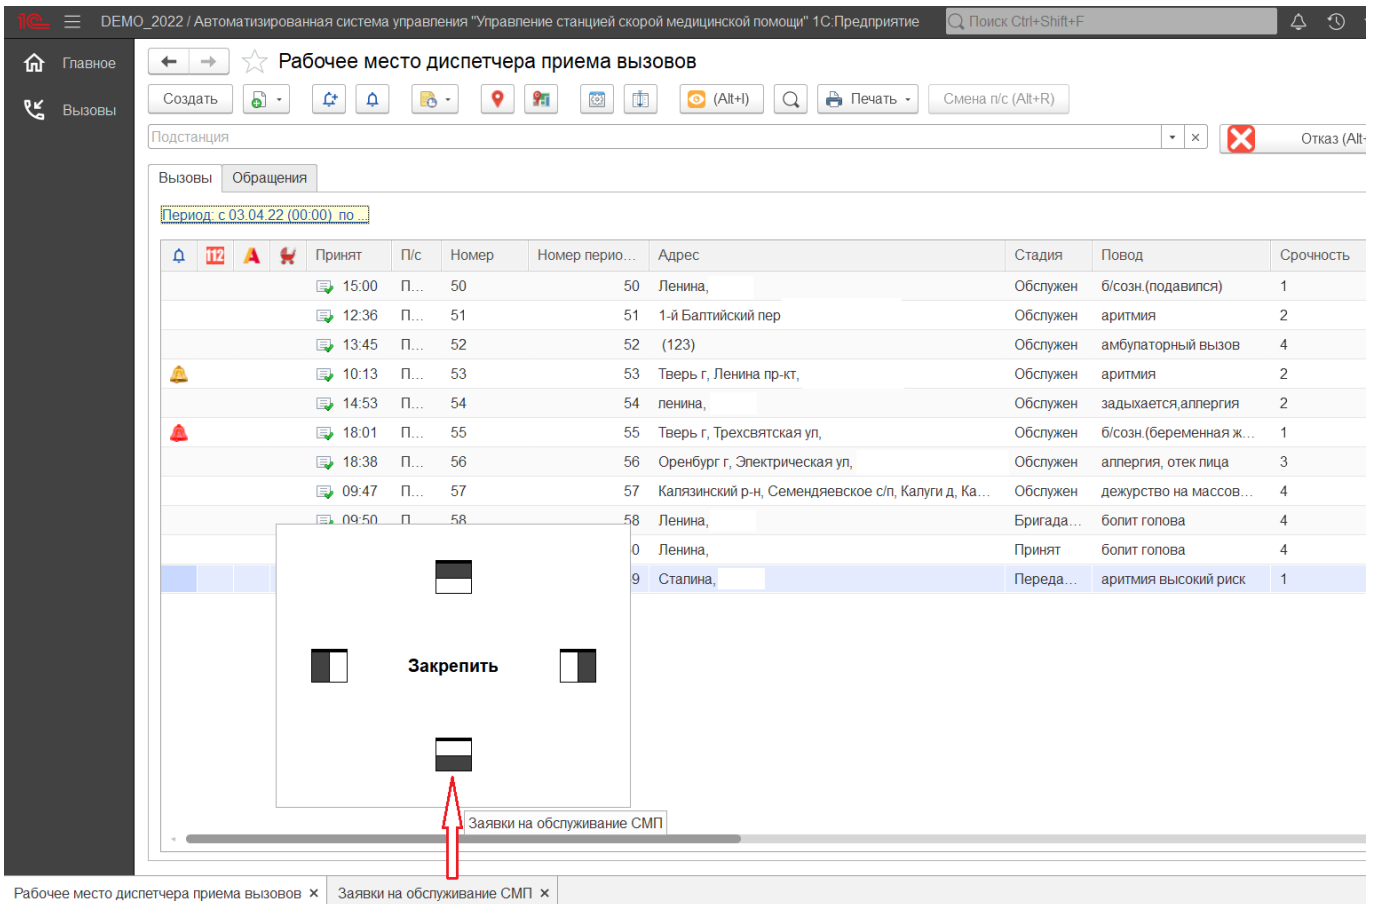 1С DEMO_2022 / Автоматизированная система управления "Управление станцией скорой медицинской помощи" 1С:Предприятие Поиск Ctrl+Shift+F
Главное
Вызовы
Рабочее место диспетчера приема вызовов
Создать (Alt+I) Печать Смена п/с (Alt+R)
Подстанция Отказ (Alt+
Вызовы Обращения
Период: с 03.04.22 (00:00) по ...
112 А Принят П/с Номер Номер перио... Адрес Стадия Повод Срочность
15:00 П... 50 50 Ленина, Обслужен б/созн.(подавился) 1
12:36 П... 51 51 1-й Балтийский пер Обслужен аритмия 2
13:45 П... 52 52 (123) Обслужен амбулаторный вызов 4
10:13 П... 53 53 Тверь г, Ленина пр-кт, Обслужен аритмия 2
14:53 П... 54 54 ленина, Обслужен задыхается,аллергия 2
18:01 П... 55 55 Тверь г, Трехсвятская ул, Обслужен б/созн.(беременная ж... 1
18:38 П... 56 56 Оренбург г, Электрическая ул, Обслужен аллергия, отек лица 3
09:47 П... 57 57 Калязинский р-н, Семендяевское с/п, Калуги д, Ка... Обслужен дежурство на массов... 4
09:50 П... 58 58 Ленина, Бригада... болит голова 4
0 Ленина, Принят болит голова 4
9 Сталина, Переда... аритмия высокий риск 1
Закрепить
Заявки на обслуживание СМП
Рабочее место диспетчера приема вызовов × Заявки на обслуживание СМП ×